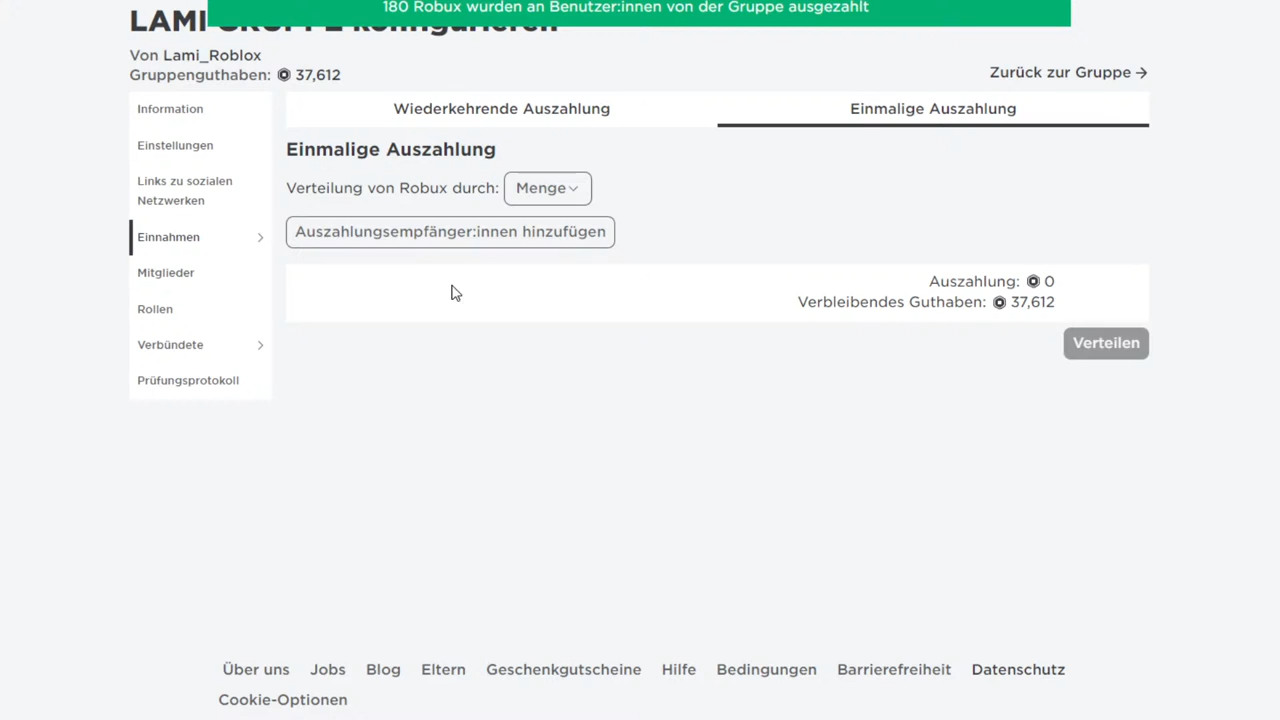 180 Robux wurden an Benutzer:innen von der Gruppe ausgezahlt
LAMI GRUPPE konfigurieren
Von Lami_Roblox
Gruppenguthaben: 37,612
Zurück zur Gruppe →
Information
Einstellungen
Links zu sozialen
Netzwerken
Einnahmen
Mitglieder
Rollen
Verbündete
Prüfungsprotokoll
Wiederkehrende Auszahlung
Einmalige Auszahlung
Einmalige Auszahlung
Verteilung von Robux durch: Menge
Auszahlungsempfänger:innen hinzufügen
Auszahlung: 0
Verbleibendes Guthaben: 37,612
Verteilen
Über uns Jobs Blog Eltern Geschenkgutscheine Hilfe Bedingungen Barrierefreiheit Datenschutz
Cookie-Optionen